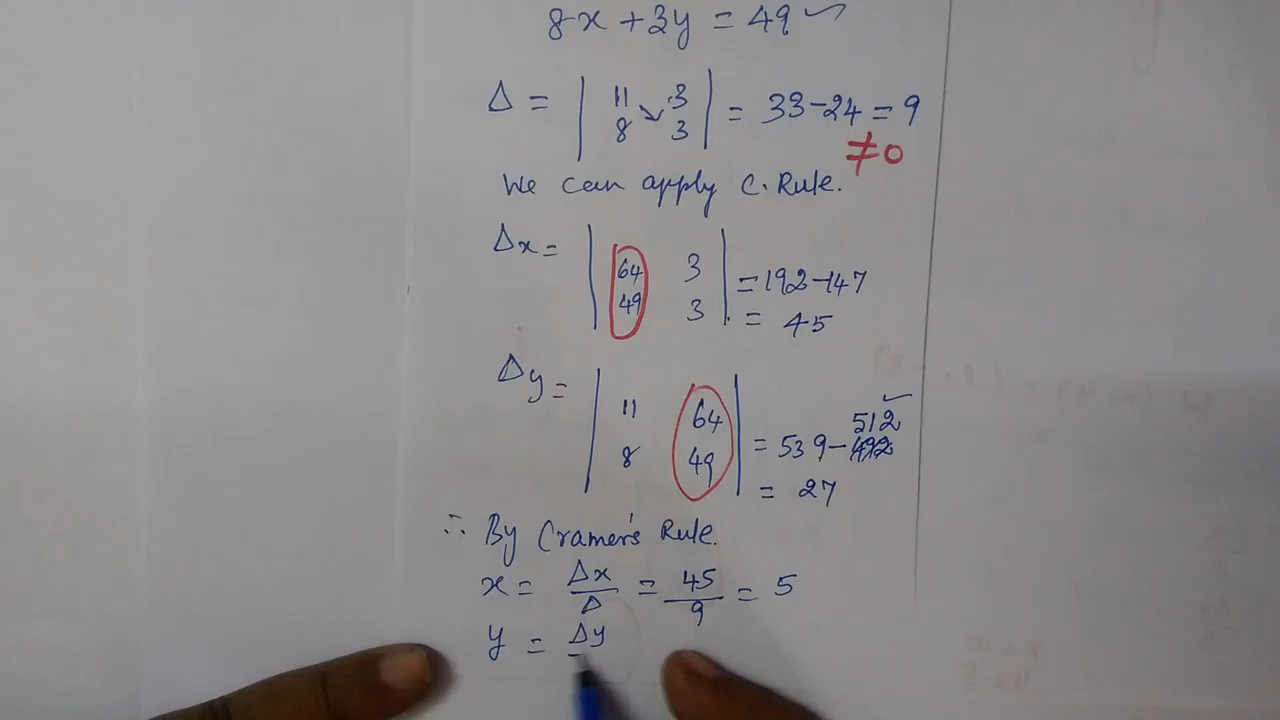 8x + 3y = 49 ✓
Δ = | 11 3 | = 33 - 24 = 9
8 3
≠ 0
We can apply C. Rule.
Δx = | 64 3 | = 192 - 147
49 3
= 45
Δy = | 11 64 | = 539 - 512 ✓
8 49
= 27
∴ By Cramer's Rule.
x = Δx/Δ = 45/9 = 5
y = Δy